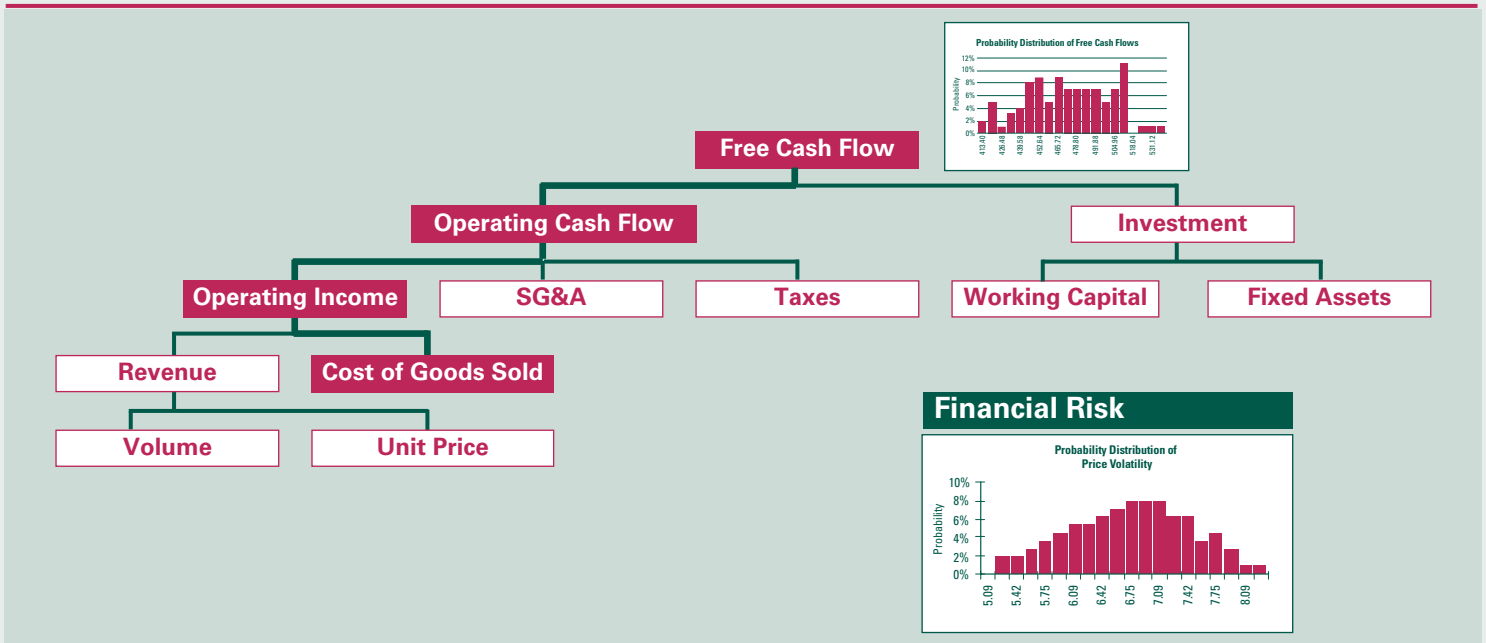 Probability Distribution of Free Cash Flows
12%
10%
8%
6%
4%
2%
0%
Probability
413.40
426.48
439.58
452.64
465.72
478.80
491.88
504.96
518.04
531.12
Free Cash Flow
Operating Cash Flow
Investment
Operating Income
SG&A
Taxes
Working Capital
Fixed Assets
Revenue
Cost of Goods Sold
Volume
Unit Price
Financial Risk
Probability Distribution of
Price Volatility
10%
8%
6%
4%
2%
0%
Probability
5.09
5.42
5.75
6.09
6.42
6.75
7.09
7.42
7.75
8.09